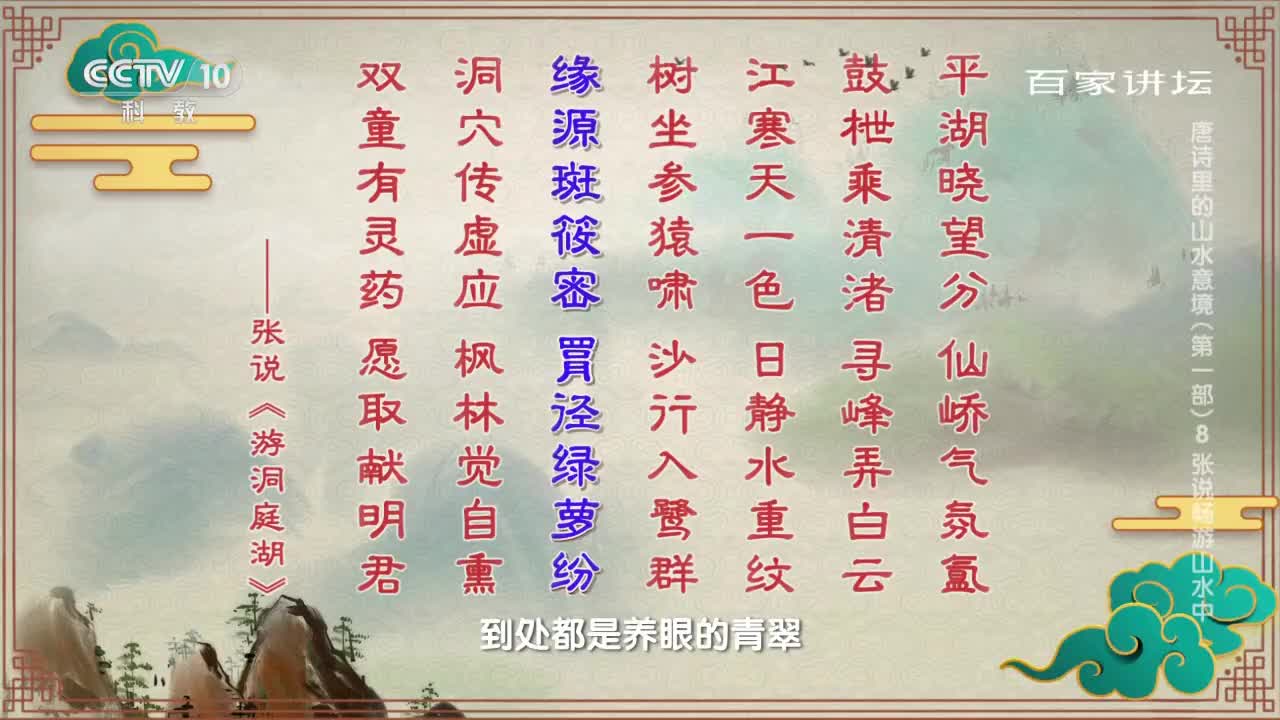 CCTV 10
科 教
百家讲坛
唐诗里的山水意境(第一部)8 张说畅游山水中
平湖晓望分 仙峤气氛氲
鼓枻乘清渚 寻峰弄白云
江寒天一色 日静水重纹
树坐参猿啸 沙行入鹭群
缘源斑筱密 罥径绿萝纷
洞穴传虚应 枫林觉自熏
双童有灵药 愿取献明君
——张说《游洞庭湖》
到处都是养眼的青翠